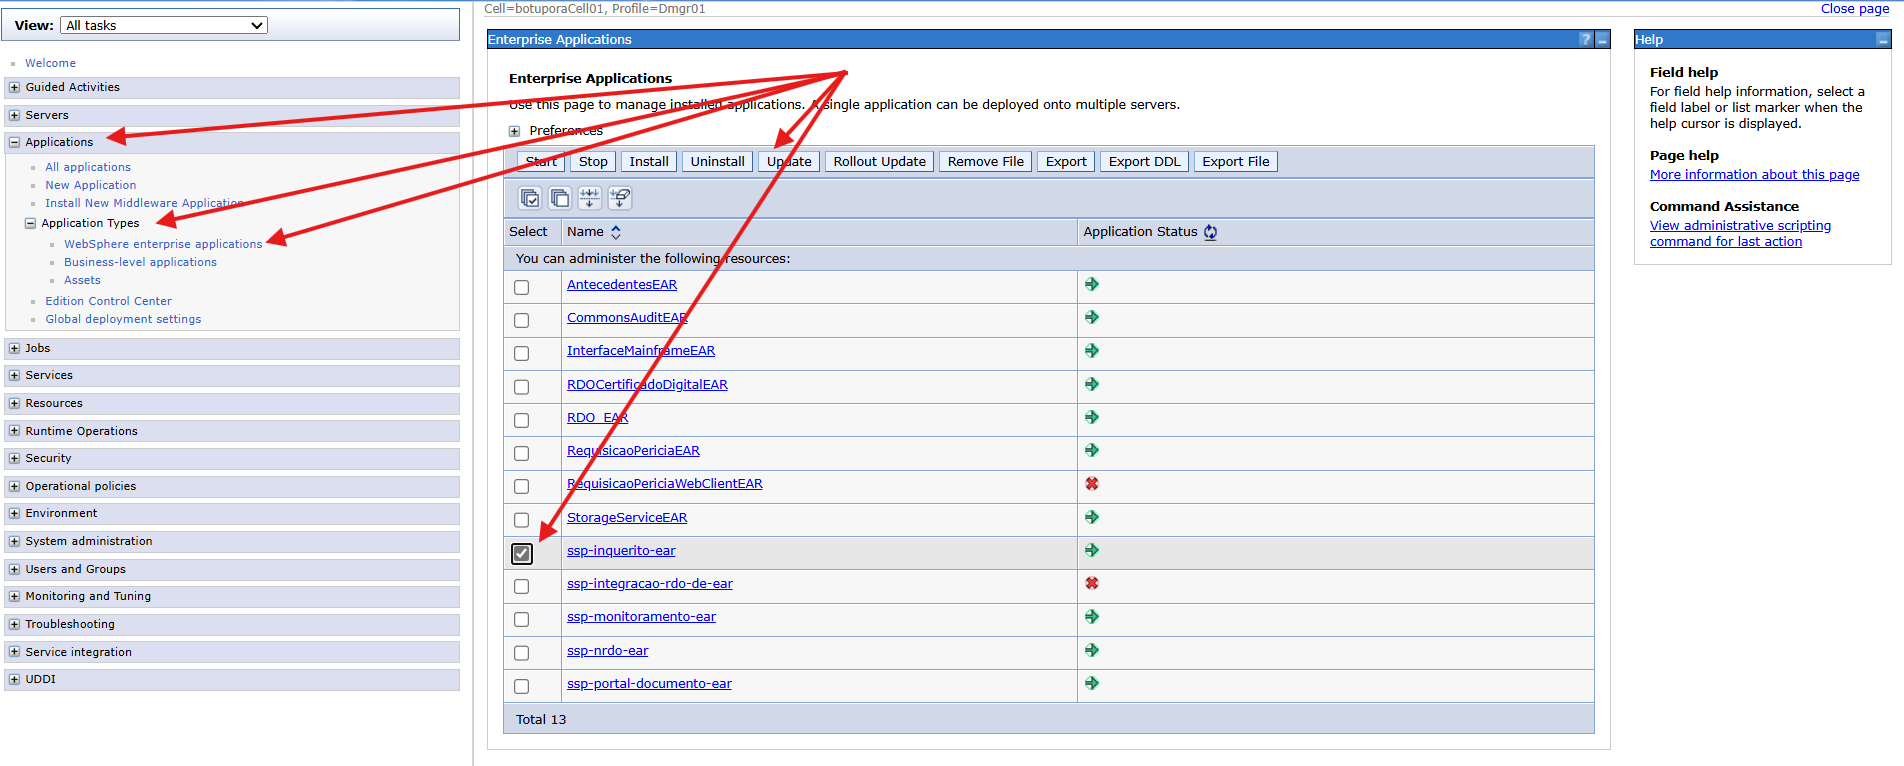 Cell=botuporaCell01, Profile=Dmgr01
Close page
View: All tasks
Welcome
Guided Activities
Servers
Applications
All applications
New Application
Install New Middleware Application
Application Types
WebSphere enterprise applications
Business-level applications
Assets
Edition Control Center
Global deployment settings
Jobs
Services
Resources
Runtime Operations
Security
Operational policies
Environment
System administration
Users and Groups
Monitoring and Tuning
Troubleshooting
Service integration
UDDI
Enterprise Applications
Enterprise Applications
Use this page to manage installed applications. A single application can be deployed onto multiple servers.
Preferences
Start Stop Install Uninstall Update Rollout Update Remove File Export Export DDL Export File
Select Name Application Status
You can administer the following resources:
AntecedentesEAR
CommonsAuditEAR
InterfaceMainframeEAR
RDOCertificadoDigitalEAR
RDO_EAR
RequisicaoPericiaEAR
RequisicaoPericiaWebClientEAR
StorageServiceEAR
ssp-inquerito-ear
ssp-integracao-rdo-de-ear
ssp-monitoramento-ear
ssp-nrdo-ear
ssp-portal-documento-ear
Total 13
Help
Field help
For field help information, select a
field label or list marker when the
help cursor is displayed.
Page help
More information about this page
Command Assistance
View administrative scripting
command for last action